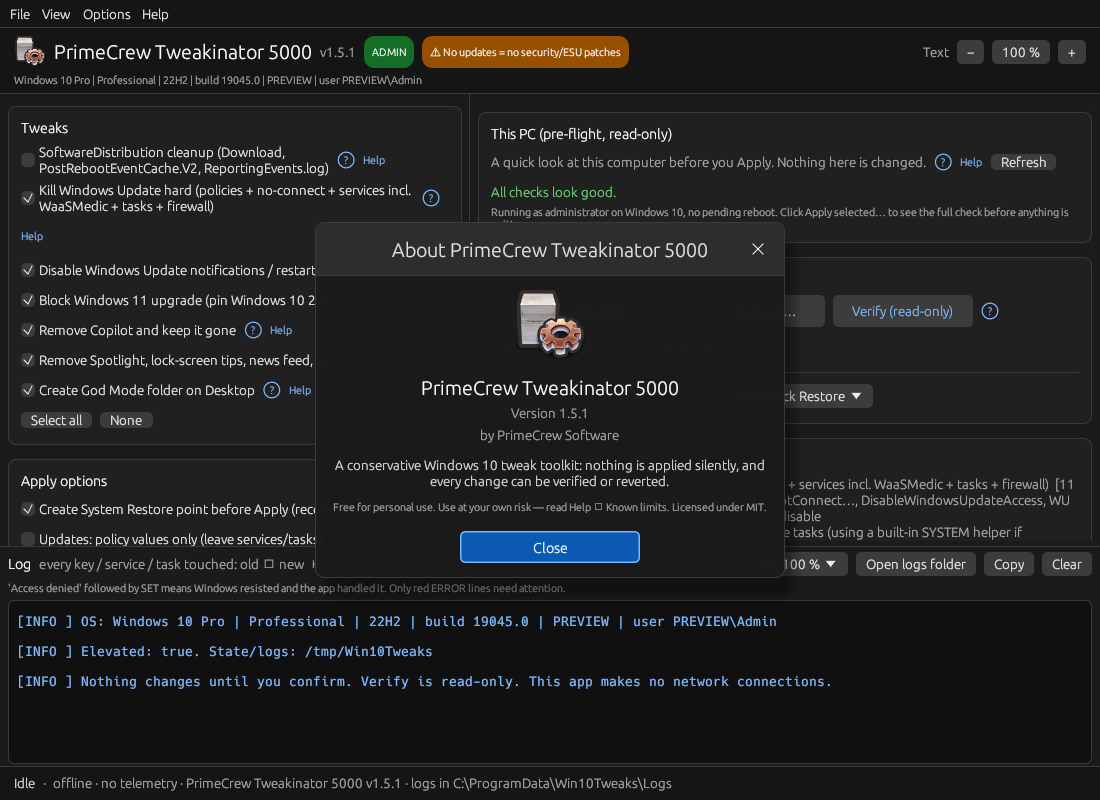 File View Options Help
PrimeCrew Tweakinator 5000 v1.5.1 ADMIN ⚠ No updates = no security/ESU patches Text − 100 % +
Windows 10 Pro | Professional | 22H2 | build 19045.0 | PREVIEW | user PREVIEW\Admin
Tweaks
SoftwareDistribution cleanup (Download,
PostRebootEventCache.V2, ReportingEvents.log) ? Help
Kill Windows Update hard (policies + no-connect + services incl.
WaaSMedic + tasks + firewall) ?
Help
Disable Windows Update notifications / restart
Block Windows 11 upgrade (pin Windows 10 2
Remove Copilot and keep it gone ? Help
Remove Spotlight, lock-screen tips, news feed,
Create God Mode folder on Desktop ? Help
Select all None
Apply options
Create System Restore point before Apply (rec
Updates: policy values only (leave services/tasks
This PC (pre-flight, read-only)
A quick look at this computer before you Apply. Nothing here is changed. ? Help Refresh
All checks look good.
Running as administrator on Windows 10, no pending reboot. Click Apply selected... to see the full check before anything is
... Verify (read-only) ?
ck Restore ▼
+ services incl. WaaSMedic + tasks + firewall) [11
tConnect..., DisableWindowsUpdateAccess, WU
isable
e tasks (using a built-in SYSTEM helper if
About PrimeCrew Tweakinator 5000 ×
PrimeCrew Tweakinator 5000
Version 1.5.1
by PrimeCrew Software
A conservative Windows 10 tweak toolkit: nothing is applied silently, and
every change can be verified or reverted.
Free for personal use. Use at your own risk — read Help □ Known limits. Licensed under MIT.
Close
Log every key / service / task touched: old □ new 100 % ▼ Open logs folder Copy Clear
'Access denied' followed by SET means Windows resisted and the app handled it. Only red ERROR lines need attention.
[INFO ] OS: Windows 10 Pro | Professional | 22H2 | build 19045.0 | PREVIEW | user PREVIEW\Admin
[INFO ] Elevated: true. State/logs: /tmp/Win10Tweaks
[INFO ] Nothing changes until you confirm. Verify is read-only. This app makes no network connections.
Idle · offline · no telemetry · PrimeCrew Tweakinator 5000 v1.5.1 · logs in C:\ProgramData\Win10Tweaks\Logs